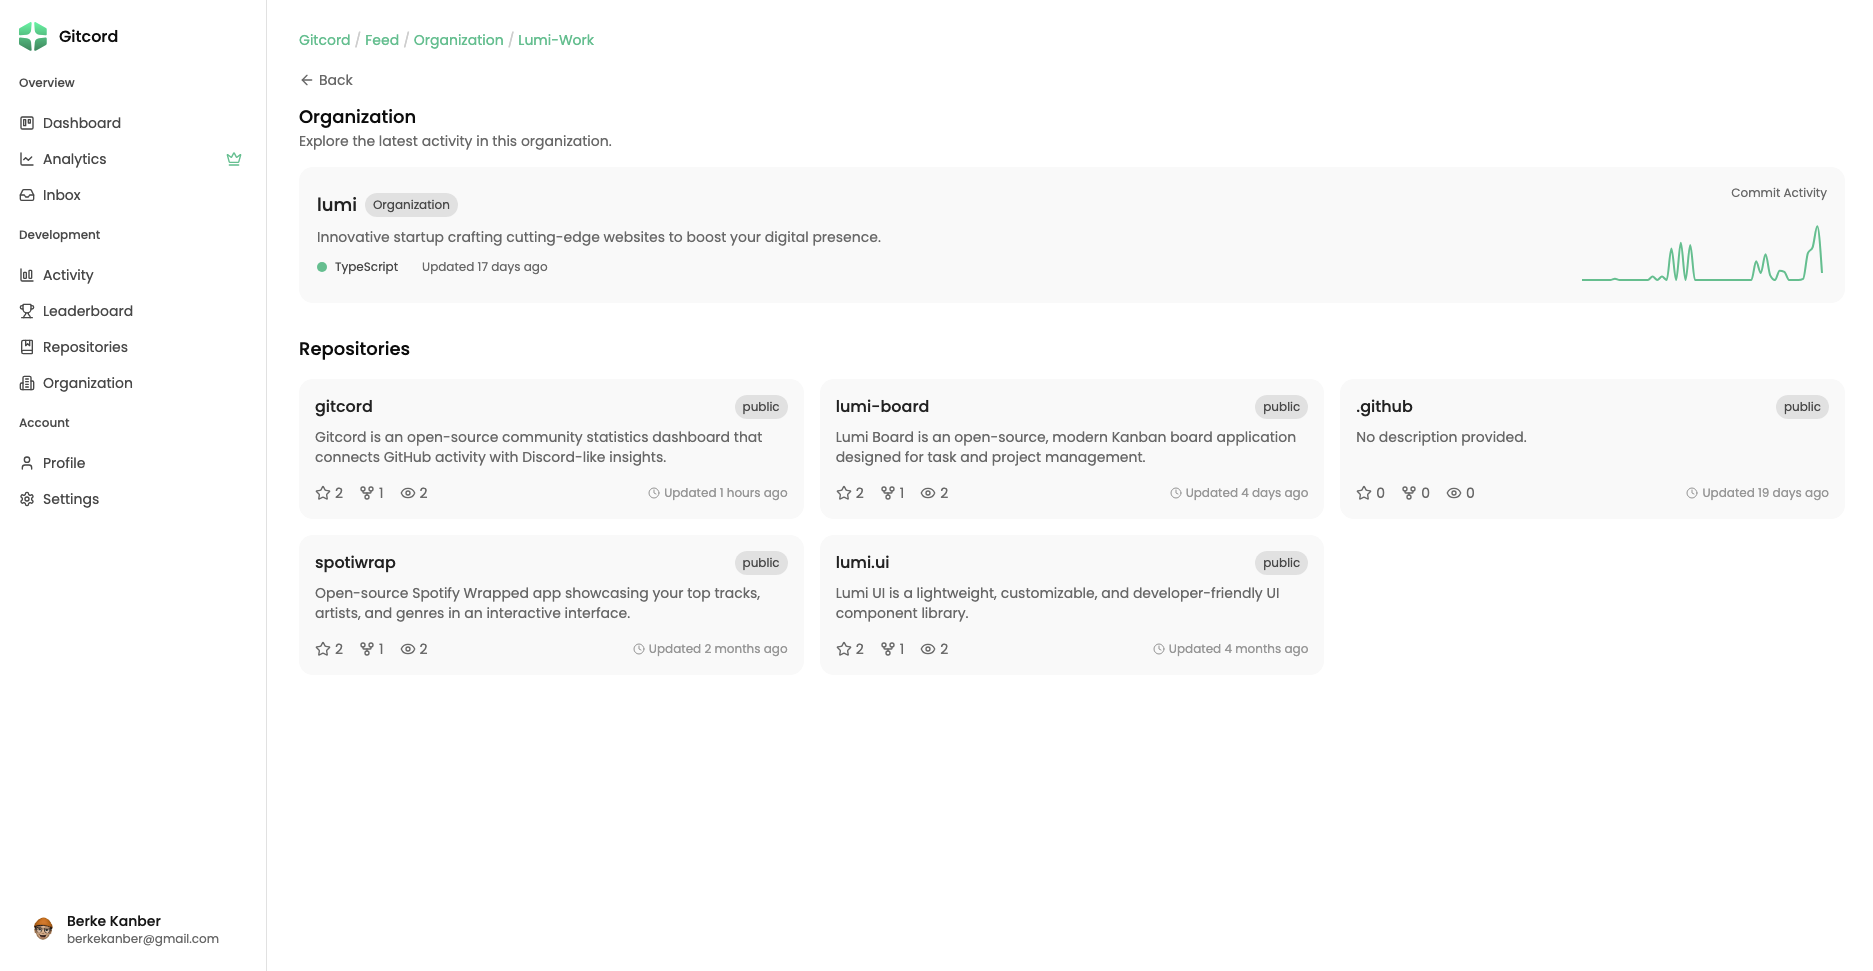 Gitcord
Overview
Dashboard
Analytics
Inbox
Development
Activity
Leaderboard
Repositories
Organization
Account
Profile
Settings
Berke Kanber
berkekanber@gmail.com
Gitcord / Feed / Organization / Lumi-Work
Back
Organization
Explore the latest activity in this organization.
lumi Organization
Innovative startup crafting cutting-edge websites to boost your digital presence.
TypeScript Updated 17 days ago
Commit Activity
Repositories
gitcord public
Gitcord is an open-source community statistics dashboard that
connects GitHub activity with Discord-like insights.
2 1 2 Updated 1 hours ago
lumi-board public
Lumi Board is an open-source, modern Kanban board application
designed for task and project management.
2 1 2 Updated 4 days ago
.github public
No description provided.
0 0 0 Updated 19 days ago
spotiwrap public
Open-source Spotify Wrapped app showcasing your top tracks,
artists, and genres in an interactive interface.
2 1 2 Updated 2 months ago
lumi.ui public
Lumi UI is a lightweight, customizable, and developer-friendly UI
component library.
2 1 2 Updated 4 months ago